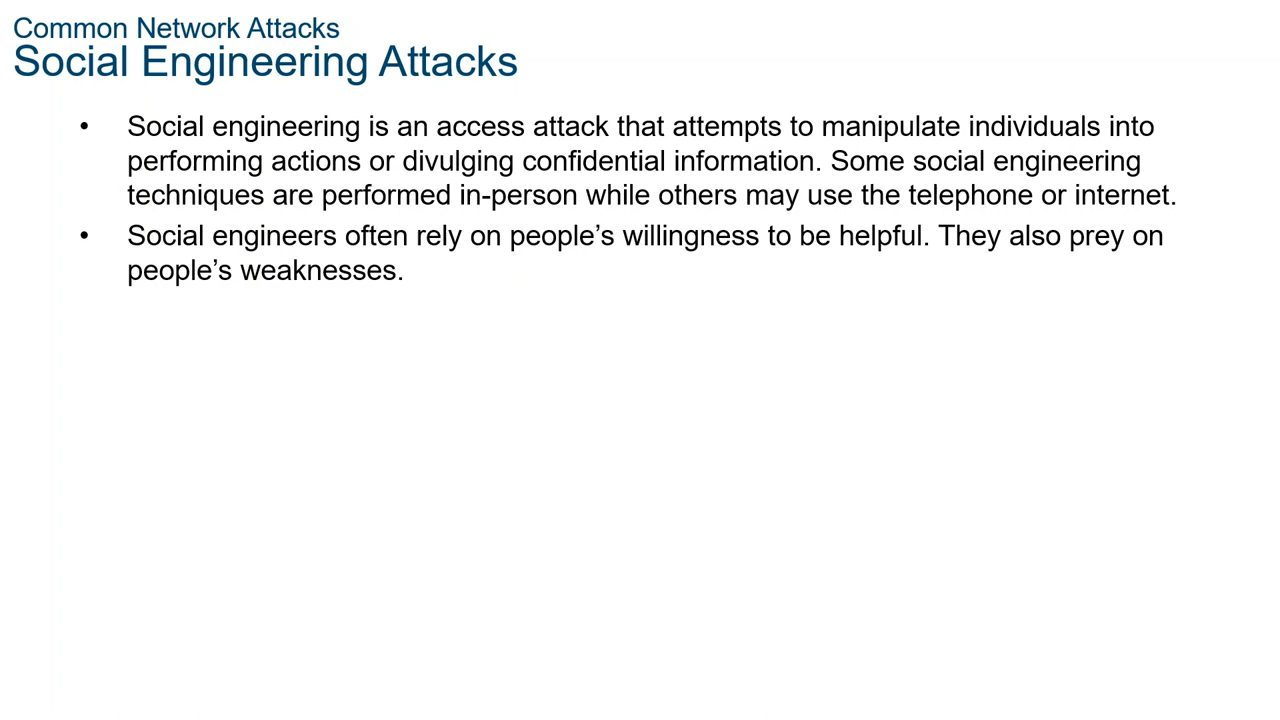 Common Network Attacks
Social Engineering Attacks
• Social engineering is an access attack that attempts to manipulate individuals into
performing actions or divulging confidential information. Some social engineering
techniques are performed in-person while others may use the telephone or internet.
• Social engineers often rely on people’s willingness to be helpful. They also prey on
people’s weaknesses.